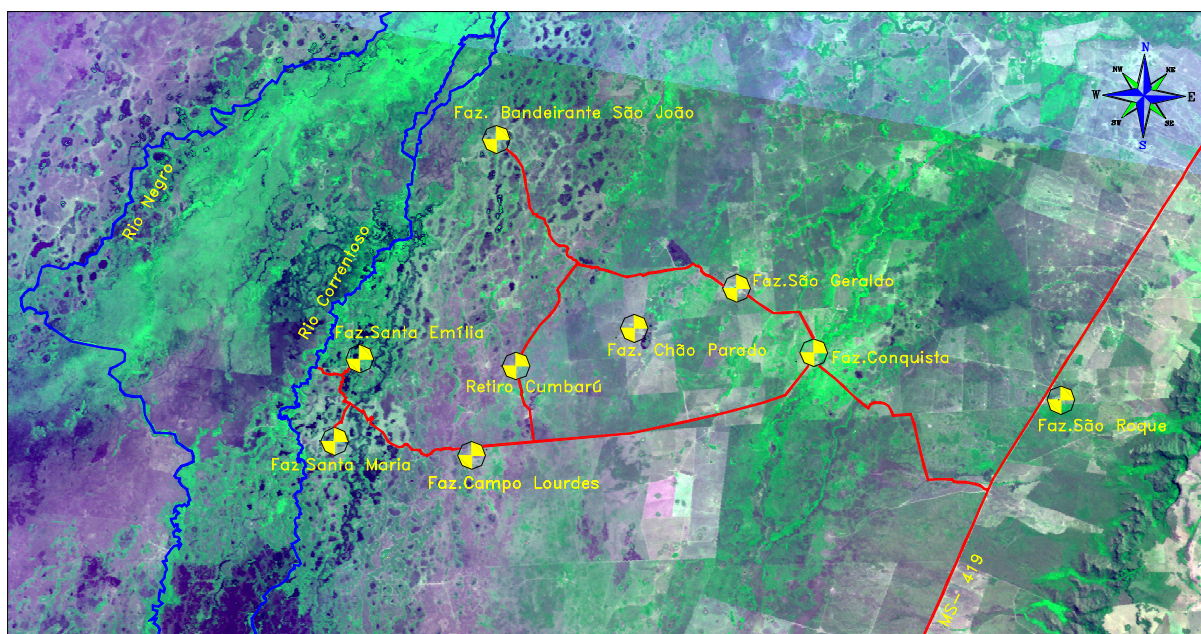 N
NW
NE
W
E
SW
SE
S
Faz. Bandeirante São João
Rio Negro
Rio Correntoso
Faz.São Geraldo
Faz.Santa Emília
Faz. Chão Parado
Faz.Conquista
Retiro Cumbarú
Faz.São Roque
Faz.Santa Maria
Faz.Campo Lourdes
MS- 419